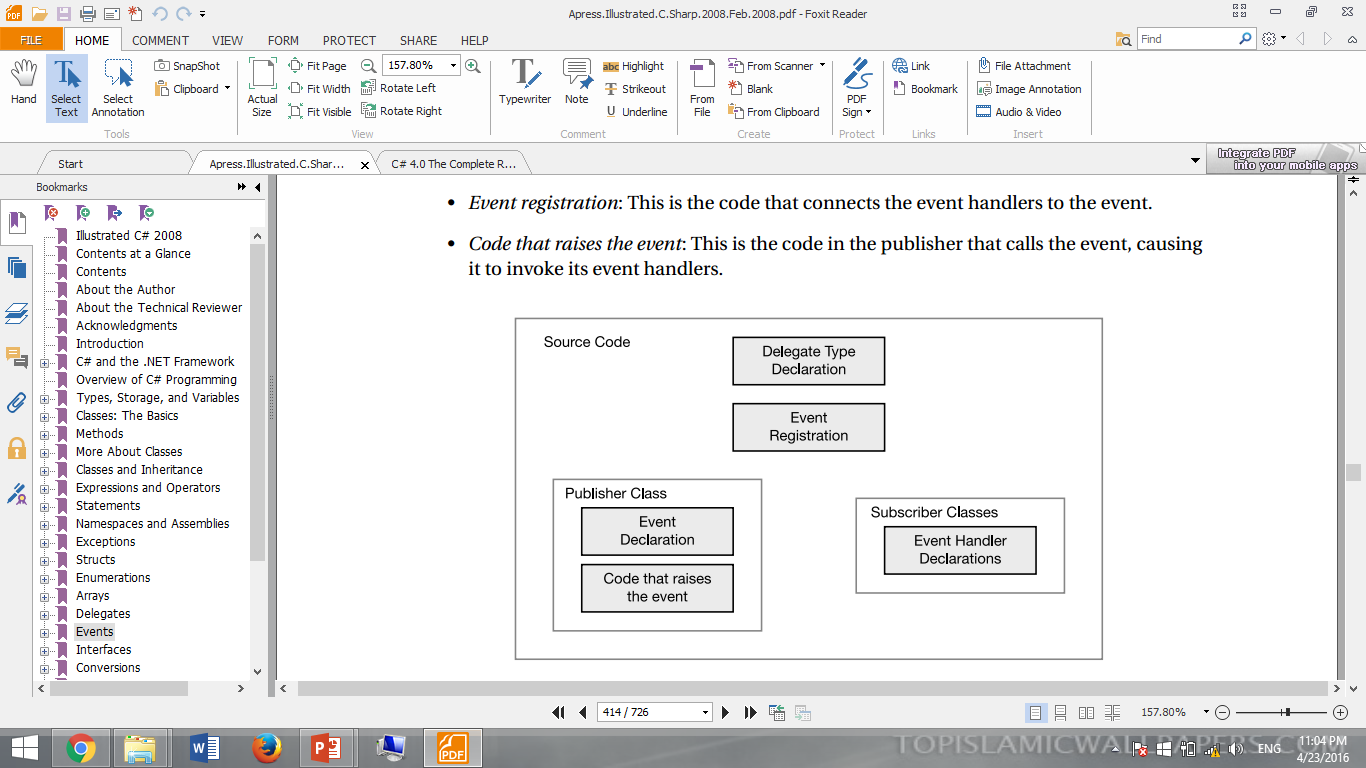 Apress.Illustrated.C.Sharp.2008.Feb.2008.pdf - Foxit Reader
FILE HOME COMMENT VIEW FORM PROTECT SHARE HELP Find
Hand
Select Text
Select Annotation
SnapShot
Clipboard
Tools
Actual Size
Fit Page
Fit Width
Fit Visible
157.80%
Rotate Left
Rotate Right
View
Typewriter
Note
abc Highlight
Strikeout
U Underline
Comment
From File
From Scanner
Blank
From Clipboard
Create
PDF Sign
Protect
Link
Bookmark
Links
File Attachment
Image Annotation
Audio & Video
Insert
Start
Apress.Illustrated.C.Shar...
C# 4.0 The Complete R...
Integrate PDF
into your mobile apps
Bookmarks
Illustrated C# 2008
Contents at a Glance
Contents
About the Author
About the Technical Reviewer
Acknowledgments
Introduction
C# and the .NET Framework
Overview of C# Programming
Types, Storage, and Variables
Classes: The Basics
Methods
More About Classes
Classes and Inheritance
Expressions and Operators
Statements
Namespaces and Assemblies
Exceptions
Structs
Enumerations
Arrays
Delegates
Events
Interfaces
Conversions
• Event registration: This is the code that connects the event handlers to the event.
• Code that raises the event: This is the code in the publisher that calls the event, causing
it to invoke its event handlers.
Source Code
Delegate Type
Declaration
Event
Registration
Publisher Class
Event
Declaration
Code that raises
the event
Subscriber Classes
Event Handler
Declarations
414 / 726
157.80%
TOPISLAMICWALLPAPERS.COM
ENG
11:04 PM
4/23/2016